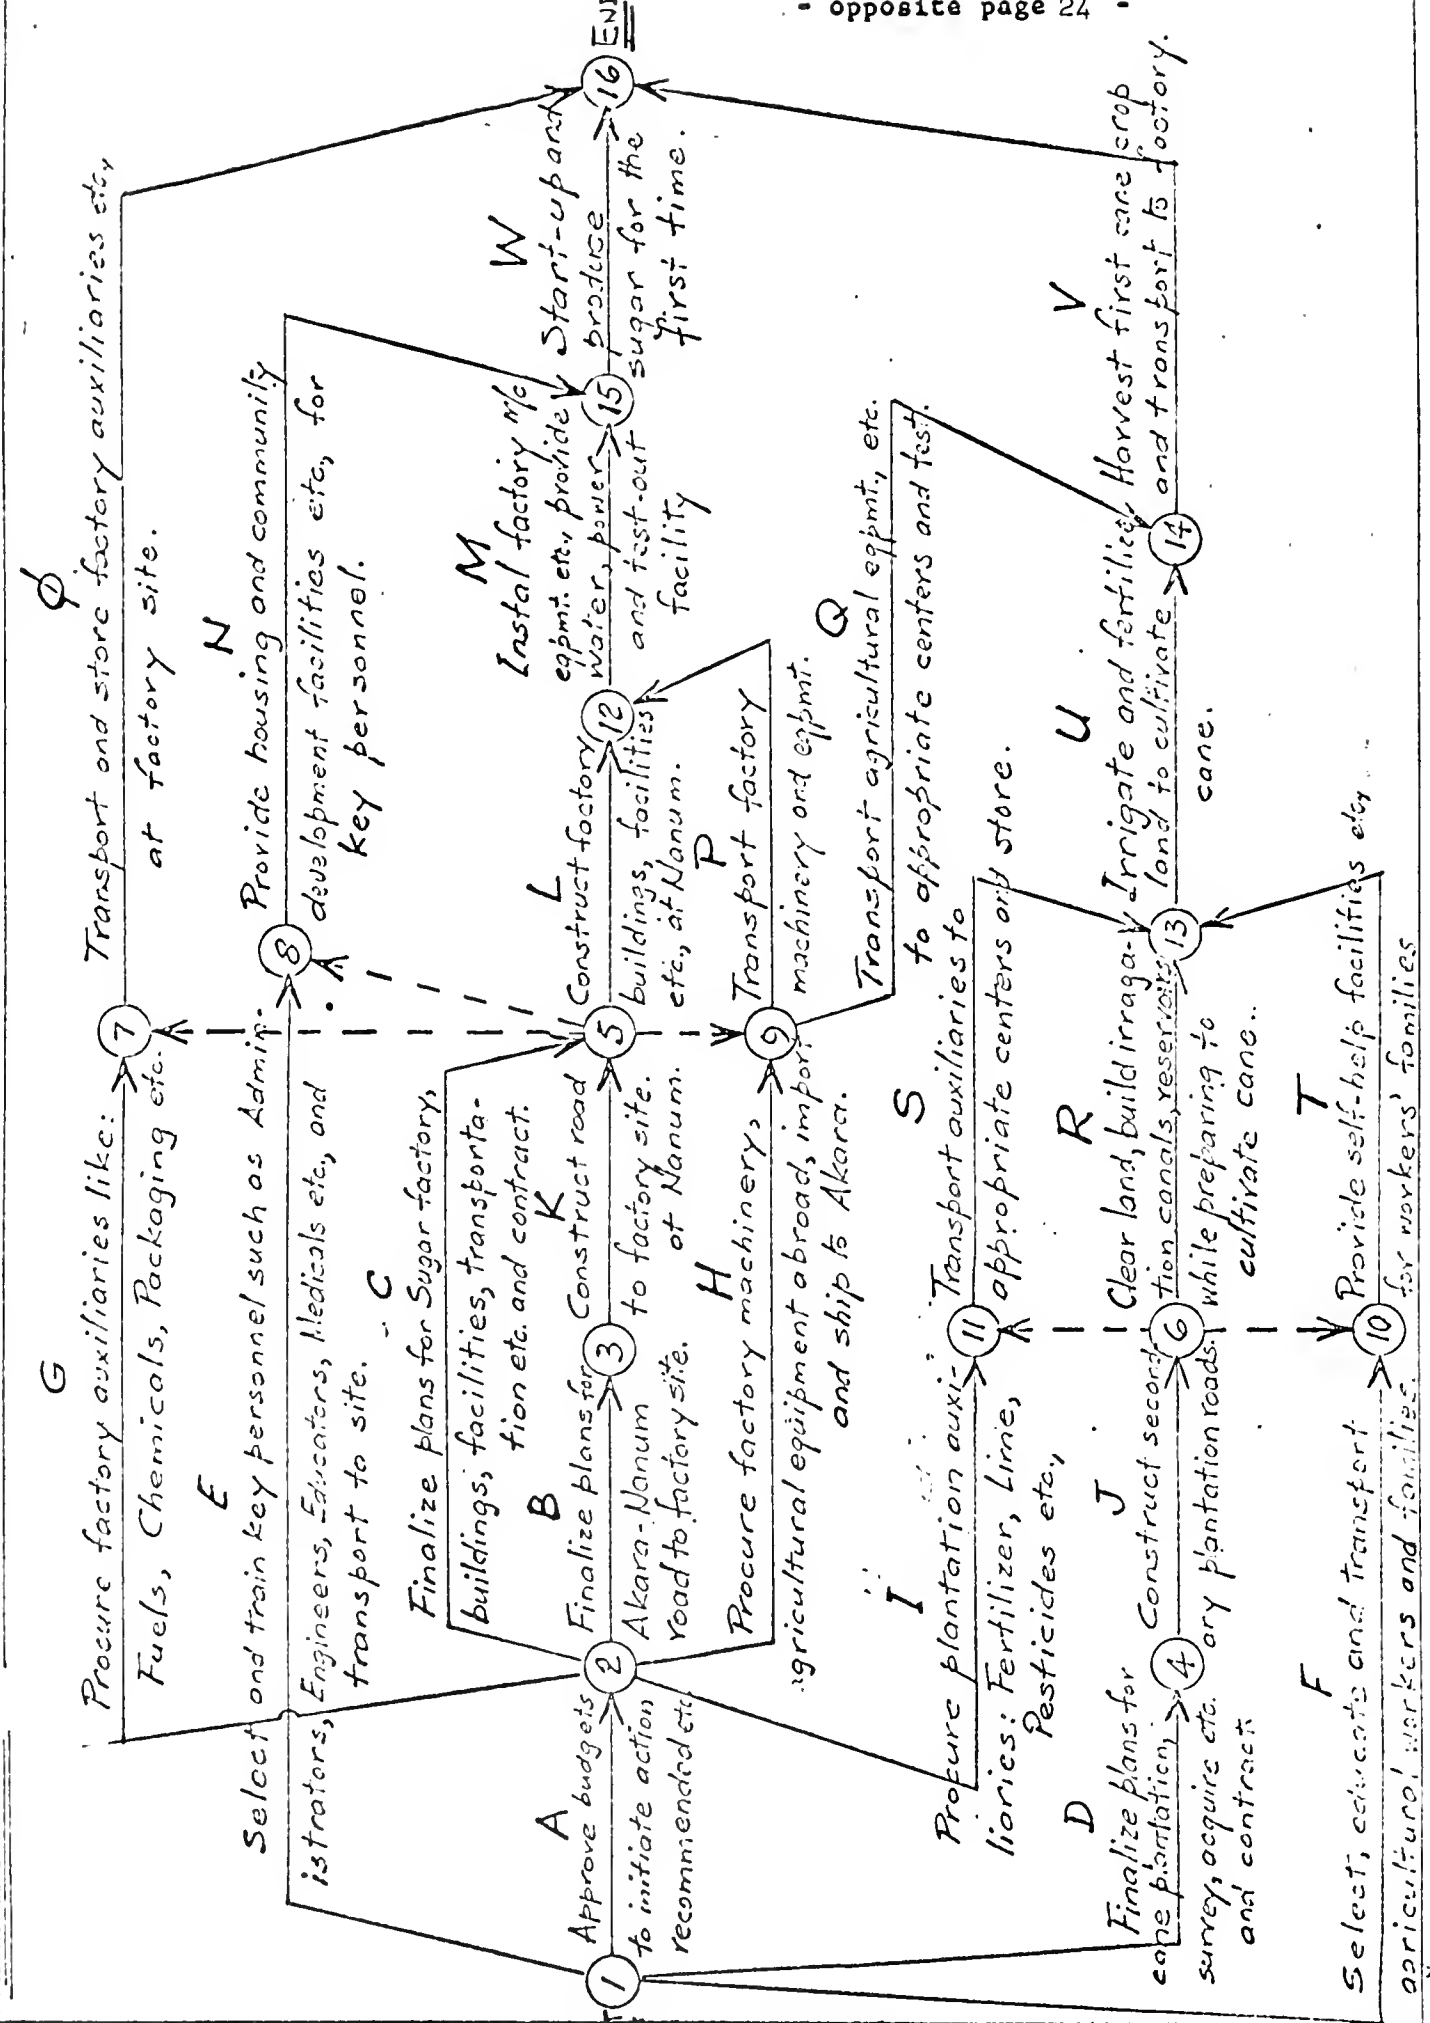 - opposite page 24 -
G
Procure factory auxiliaries like:
Fuels, Chemicals, Packaging etc.
7
Ø
Transport and store factory auxiliaries etc,
at factory site.
E
Select and train key personnel such as Admin-
istrators, Engineers, Educators, Medicals etc, and
transport to site.
8
N
Provide housing and community
development facilities etc, for
key personnel.
C
Finalize plans for Sugar factory,
buildings, facilities, transporta-
tion etc. and contract.
1
A
Approve budgets
to initiate action
recommended etc.
2
B
Finalize plans for
Akara-Nanum
road to factory site.
3
K
Construct road
to factory site.
at Nanum.
5
L
Construct factory
buildings, facilities
etc, at Nanum.
12
M
Instal factory m/c
eqpmt. etc., provide
water, power
and test-out
facility
15
W
Start-up and
produce
sugar for the
first time.
16
END
H
Procure factory machinery,
agricultural equipment abroad, import
and ship to Akara.
9
P
Transport factory
machinery and eqpmt.
Q
Transport agricultural eqpmt., etc.
to appropriate centers and test.
I
Procure plantation auxi-
liaries: Fertilizer, Lime,
Pesticides etc.,
11
S
Transport auxiliaries to
appropriate centers and store.
D
Finalize plans for
cane plantation,
survey, acquire etc.
and contract
4
J
Construct second-
ary plantation roads.
6
R
Clear land, build irraga-
tion canals, reservoirs
while preparing to
cultivate cane..
13
U
Irrigate and fertilize
land to cultivate
cane.
14
V
Harvest first cane crop
and transport to factory.
F
Select, educate and transport
agricultural workers and families.
10
T
Provide self-help facilities etc,
for workers' families